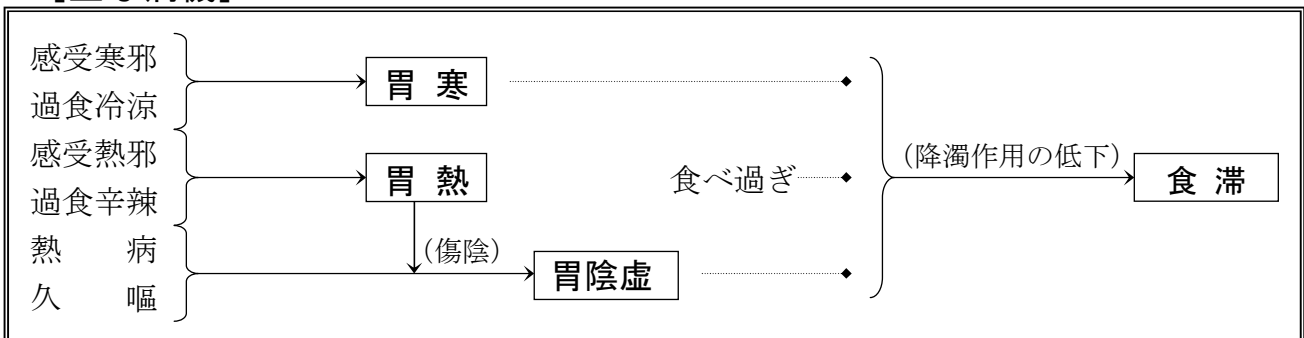 感受寒邪
過食冷涼
胃 寒
感受熱邪
過食辛辣
胃 熱
食べ過ぎ
(降濁作用の低下)
食 滞
熱 病
久 嘔
(傷陰)
胃陰虚